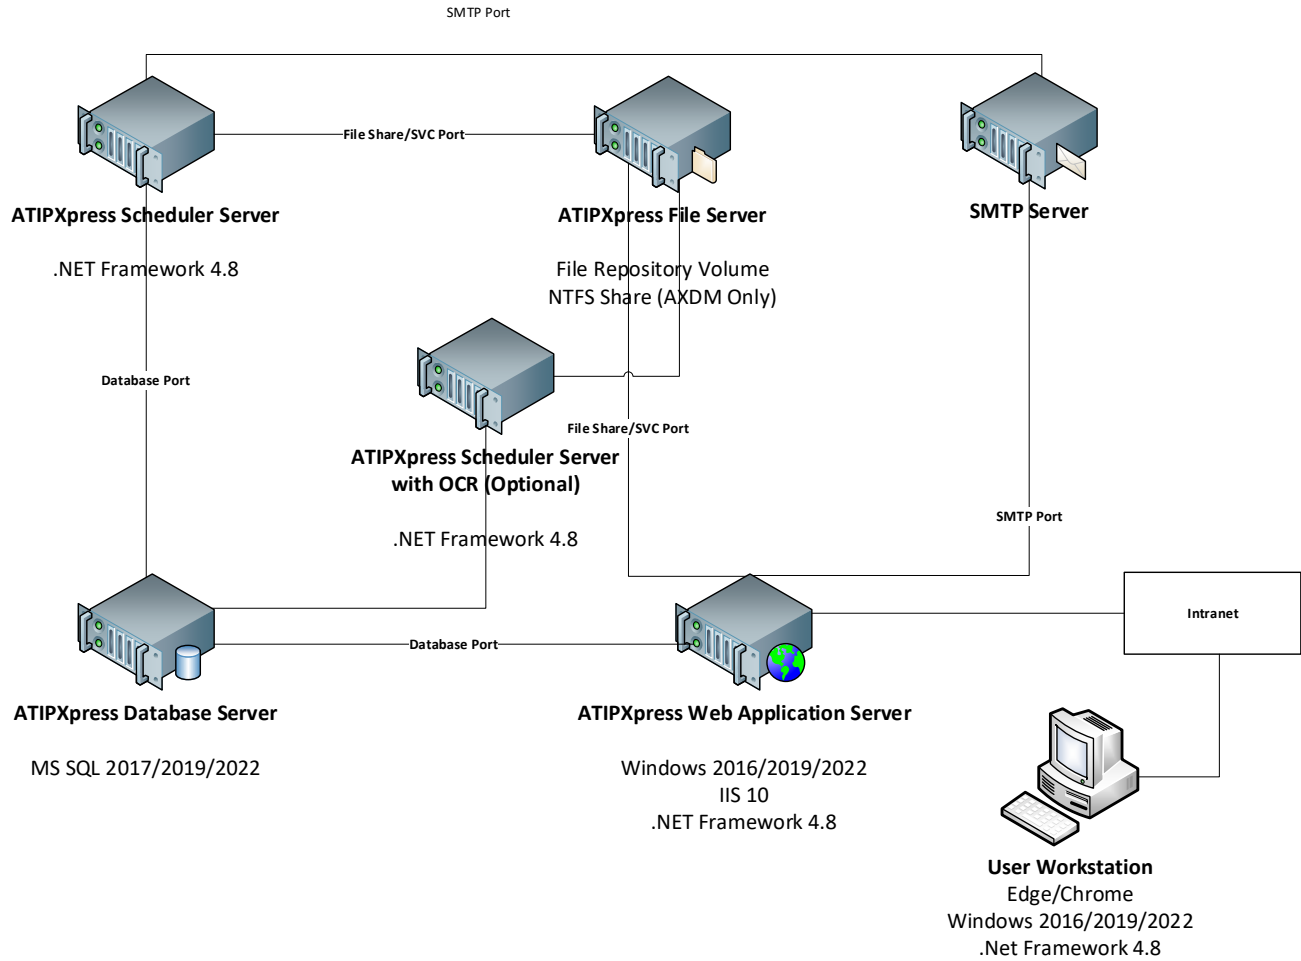 SMTP Port
File Share/SVC Port
ATIPXpress Scheduler Server
.NET Framework 4.8
ATIPXpress File Server
File Repository Volume
NTFS Share (AXDM Only)
SMTP Server
Database Port
File Share/SVC Port
ATIPXpress Scheduler Server
with OCR (Optional)
.NET Framework 4.8
SMTP Port
Intranet
Database Port
ATIPXpress Database Server
MS SQL 2017/2019/2022
ATIPXpress Web Application Server
Windows 2016/2019/2022
IIS 10
.NET Framework 4.8
User Workstation
Edge/Chrome
Windows 2016/2019/2022
.Net Framework 4.8